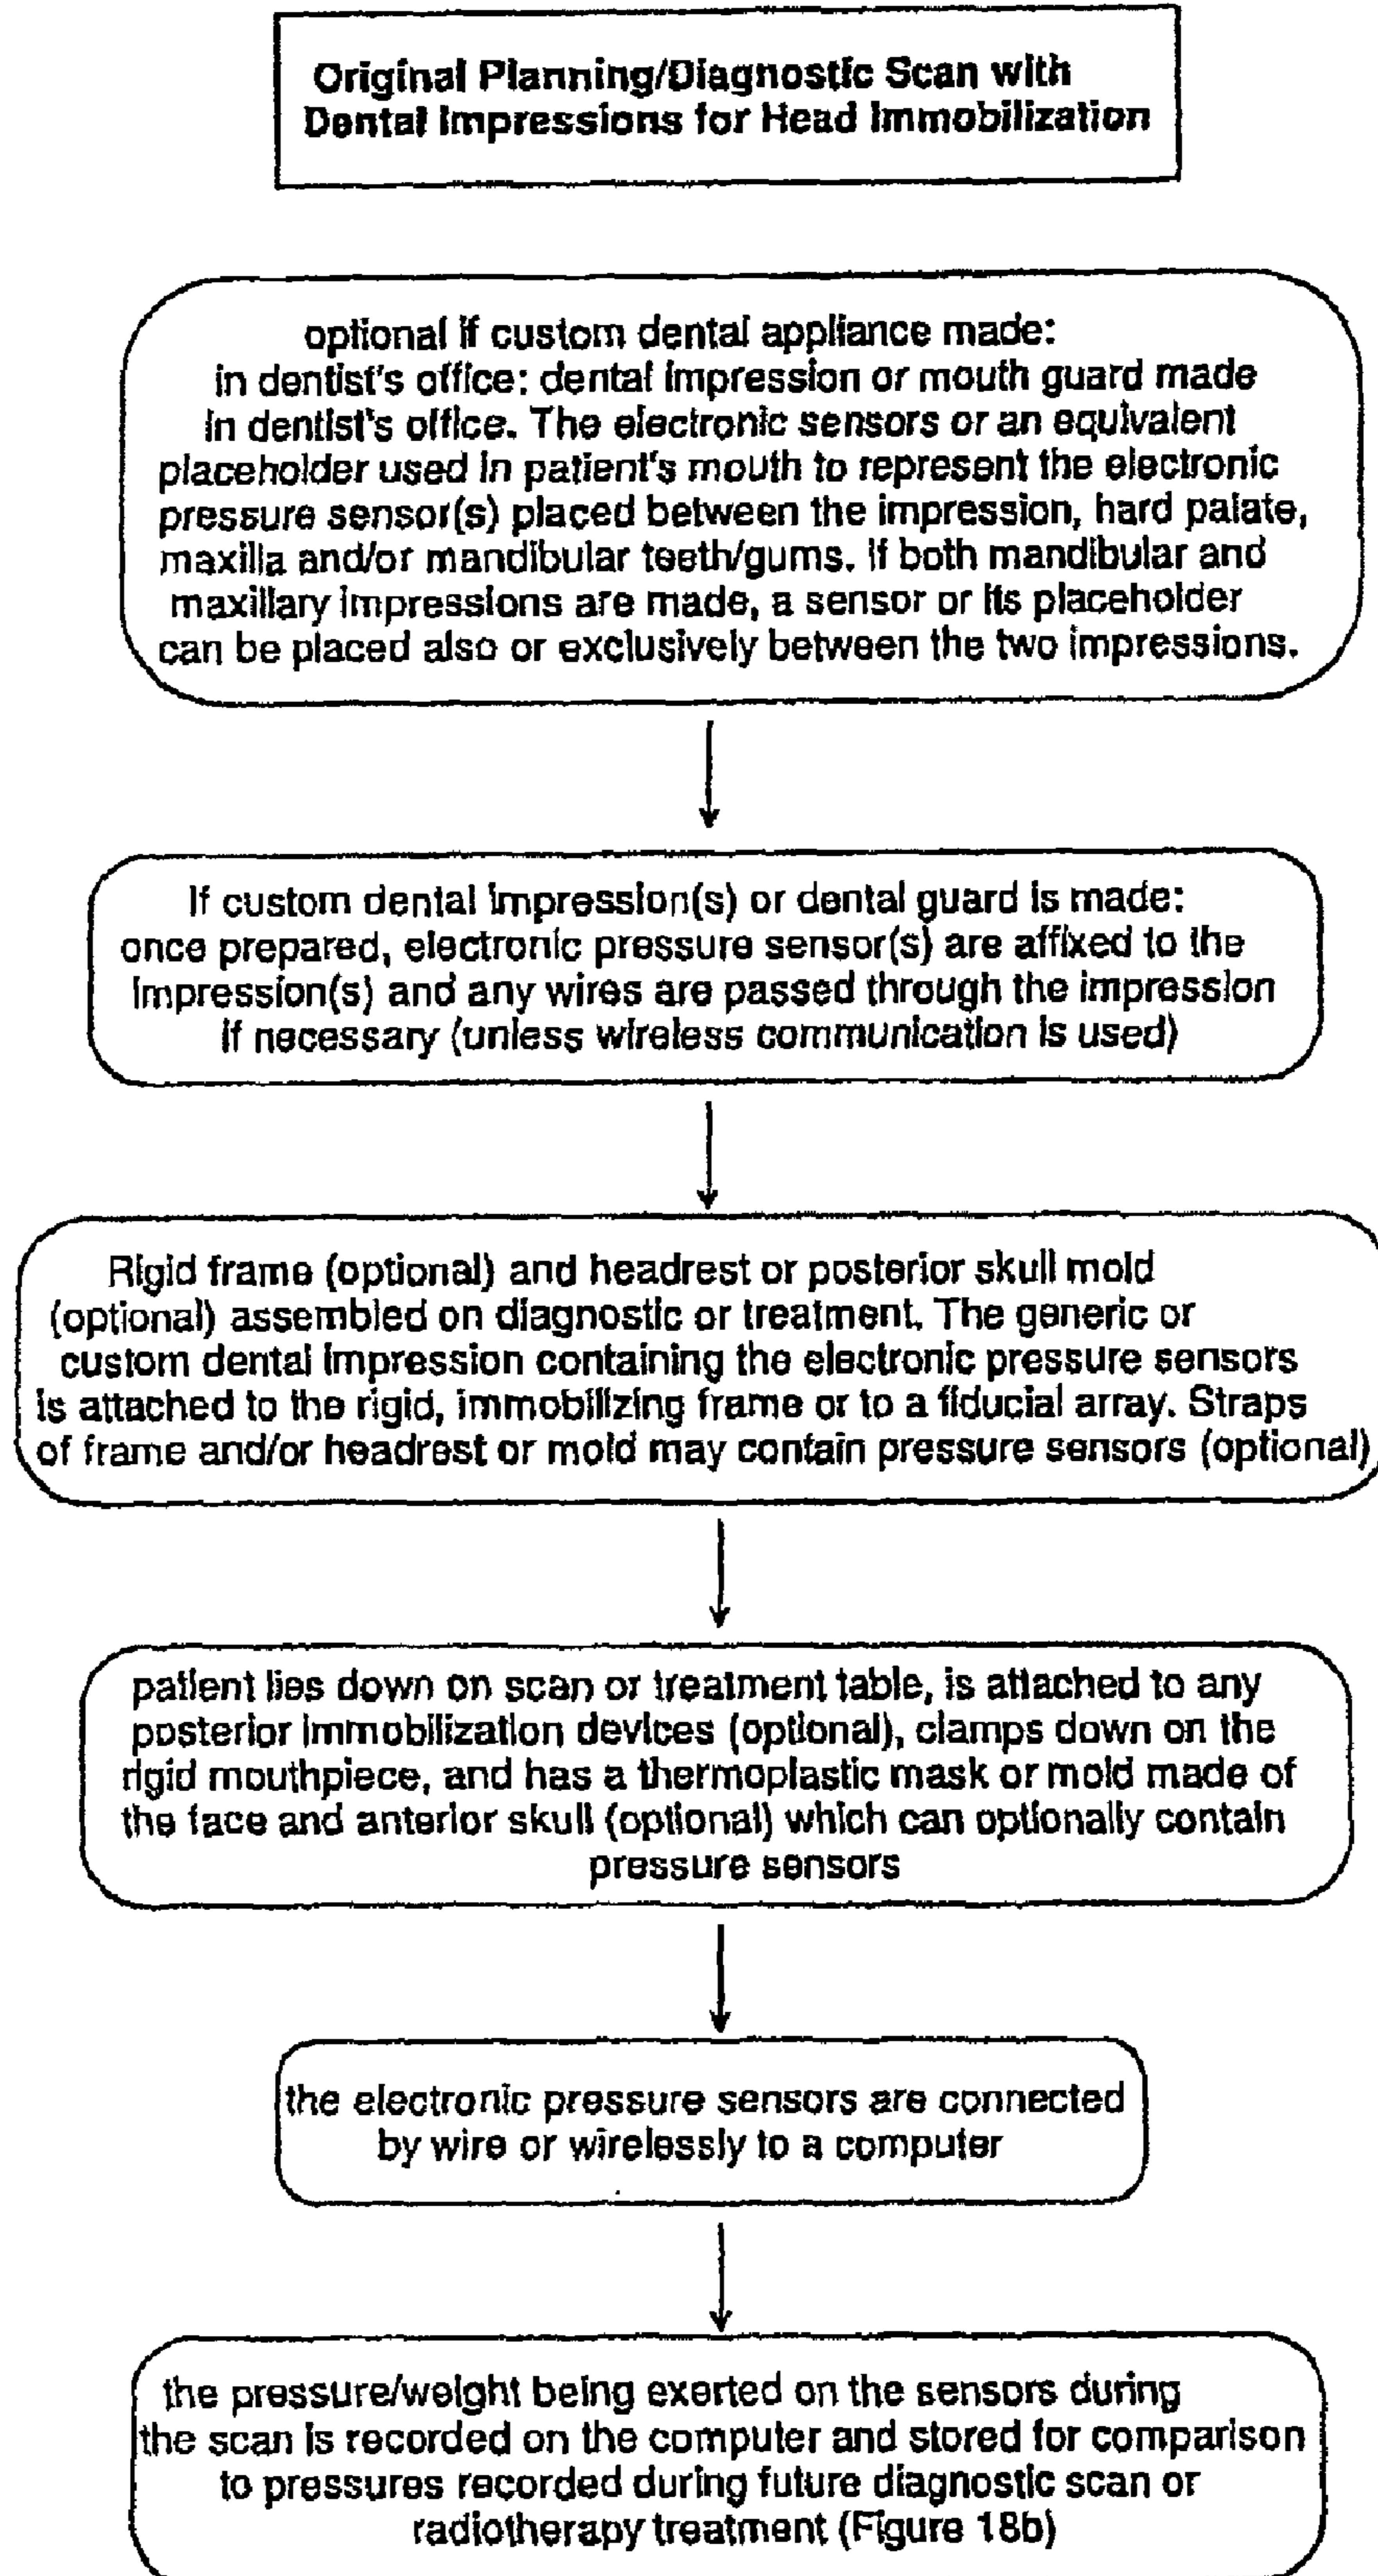 Original Planning/Diagnostic Scan with
Dental Impressions for Head Immobilization
optional if custom dental appliance made:
in dentist's office: dental impression or mouth guard made
in dentist's office. The electronic sensors or an equivalent
placeholder used in patient's mouth to represent the electronic
pressure sensor(s) placed between the impression, hard palate,
maxilla and/or mandibular teeth/gums. If both mandibular and
maxillary impressions are made, a sensor or its placeholder
can be placed also or exclusively between the two impressions.
If custom dental impression(s) or dental guard is made:
once prepared, electronic pressure sensor(s) are affixed to the
impression(s) and any wires are passed through the impression
if necessary (unless wireless communication is used)
Rigid frame (optional) and headrest or posterior skull mold
(optional) assembled on diagnostic or treatment. The generic or
custom dental impression containing the electronic pressure sensors
is attached to the rigid, immobilizing frame or to a fiducial array. Straps
of frame and/or headrest or mold may contain pressure sensors (optional)
patient lies down on scan or treatment table, is attached to any
posterior immobilization devices (optional), clamps down on the
rigid mouthpiece, and has a thermoplastic mask or mold made of
the face and anterior skull (optional) which can optionally contain
pressure sensors
the electronic pressure sensors are connected
by wire or wirelessly to a computer
the pressure/weight being exerted on the sensors during
the scan is recorded on the computer and stored for comparison
to pressures recorded during future diagnostic scan or
radiotherapy treatment (Figure 18b)